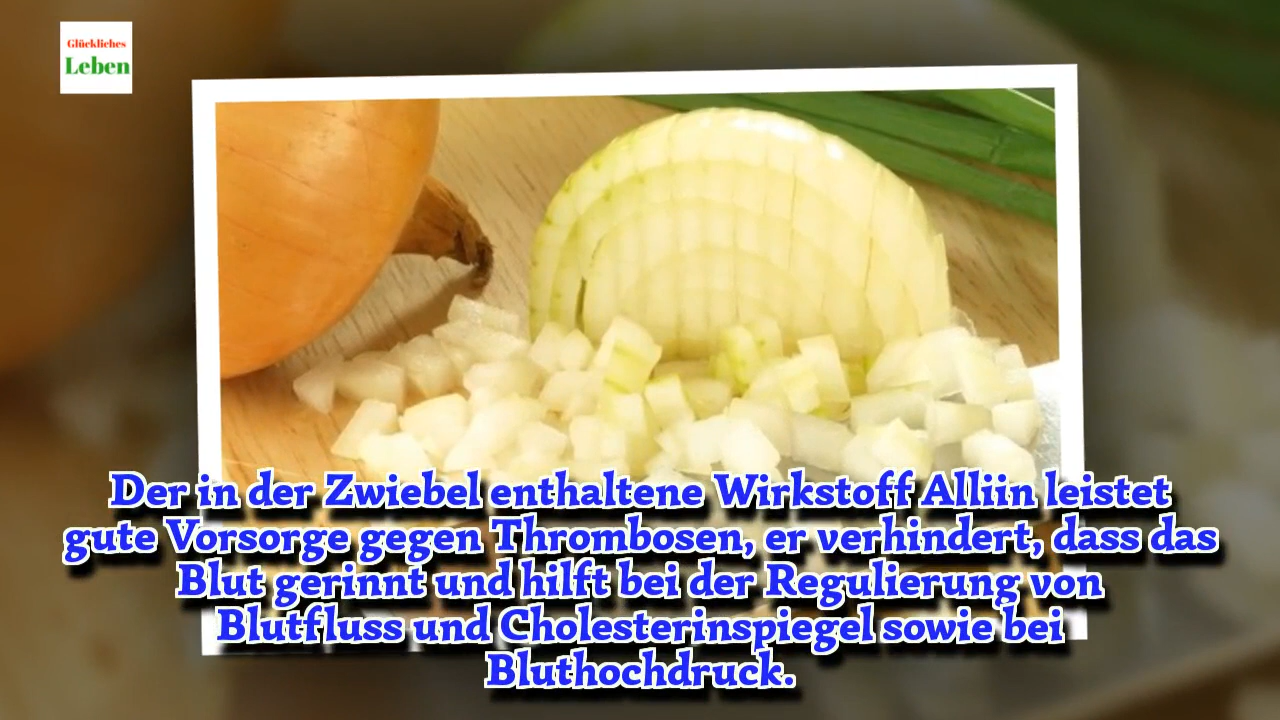 Glückliches
Leben
Der in der Zwiebel enthaltene Wirkstoff Alliin leistet
gute Vorsorge gegen Thrombosen, er verhindert, dass das
Blut gerinnt und hilft bei der Regulierung von
Blutfluss und Cholesterinspiegel sowie bei
Bluthochdruck.